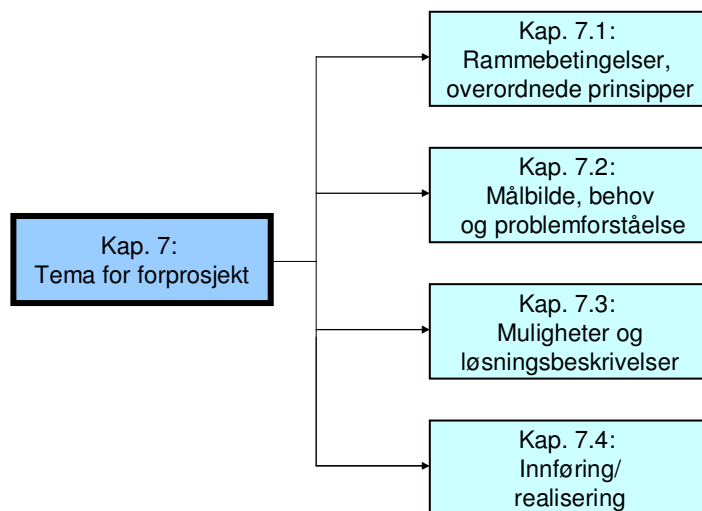 Kap. 7.1:
Rammebetingelser,
overordnede prinsipper
Kap. 7.2:
Målbilde, behov
og problemforståelse
Kap. 7:
Tema for forprosjekt
Kap. 7.3:
Muligheter og
løsningsbeskrivelser
Kap. 7.4:
Innføring/
realisering